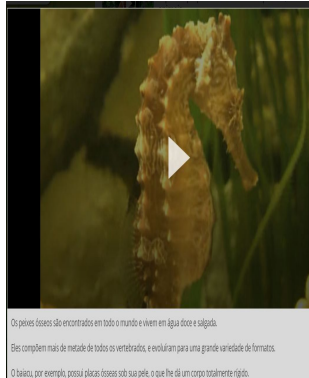 Os peixes ósseos são encontrados em todo o mundo e vivem em água doce e salgada.
Eles compõem mais de metade de todos os vertebrados, e evoluíram para uma grande variedade de formatos.
O baiacu, por exemplo, possui placas ósseas sob sua pele, o que lhe dá um corpo totalmente rígido.